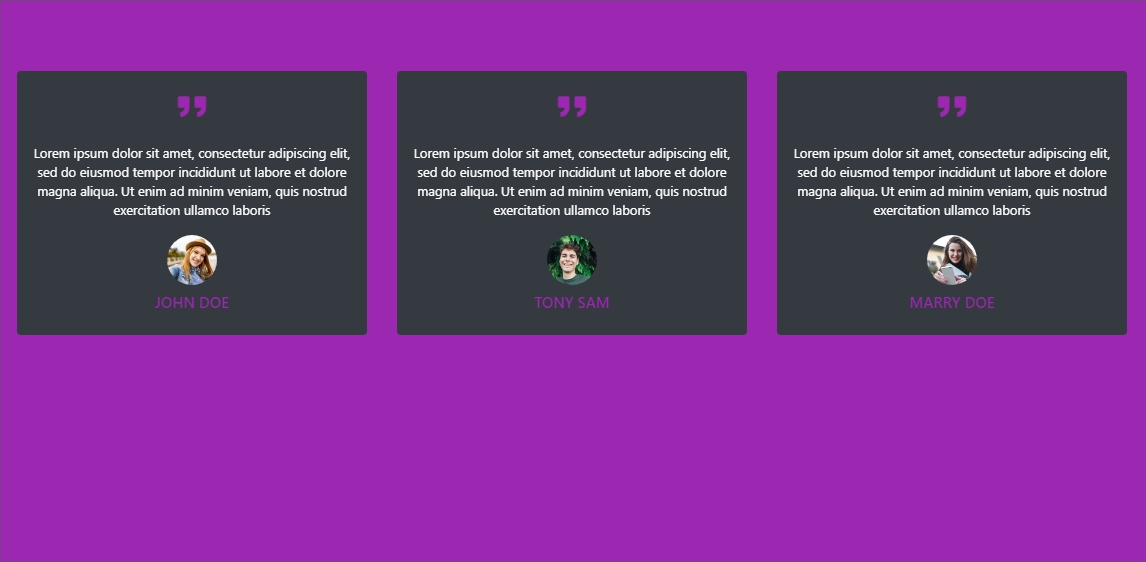 Lorem ipsum dolor sit amet, consectetur adipiscing elit,
sed do eiusmod tempor incididunt ut labore et dolore
magna aliqua. Ut enim ad minim veniam, quis nostrud
exercitation ullamco laboris
JOHN DOE
Lorem ipsum dolor sit amet, consectetur adipiscing elit,
sed do eiusmod tempor incididunt ut labore et dolore
magna aliqua. Ut enim ad minim veniam, quis nostrud
exercitation ullamco laboris
TONY SAM
Lorem ipsum dolor sit amet, consectetur adipiscing elit,
sed do eiusmod tempor incididunt ut labore et dolore
magna aliqua. Ut enim ad minim veniam, quis nostrud
exercitation ullamco laboris
MARRY DOE